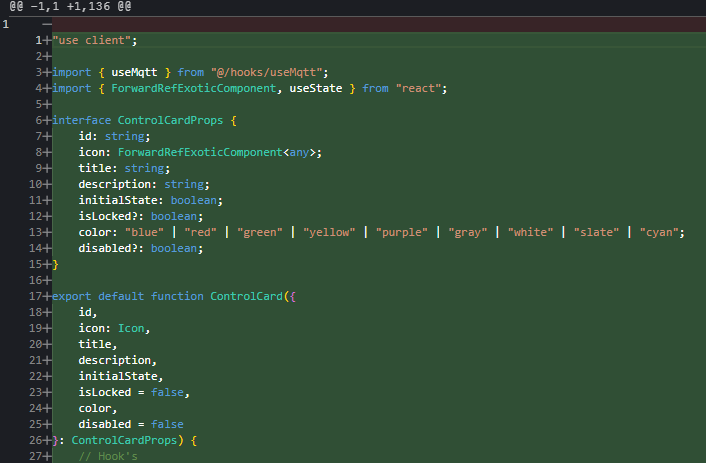 @@ -1,1 +1,136 @@
1 -
1+"use client";
2+
3+import { useMqtt } from "@/hooks/useMqtt";
4+import { ForwardRefExoticComponent, useState } from "react";
5+
6+interface ControlCardProps {
7+    id: string;
8+    icon: ForwardRefExoticComponent<any>;
9+    title: string;
10+    description: string;
11+    initialState: boolean;
12+    isLocked?: boolean;
13+    color: "blue" | "red" | "green" | "yellow" | "purple" | "gray" | "white" | "slate" | "cyan";
14+    disabled?: boolean;
15+}
16+
17+export default function ControlCard({
18+    id,
19+    icon: Icon,
20+    title,
21+    description,
22+    initialState,
23+    isLocked = false,
24+    color,
25+    disabled = false
26+}: ControlCardProps) {
27+    // Hook's